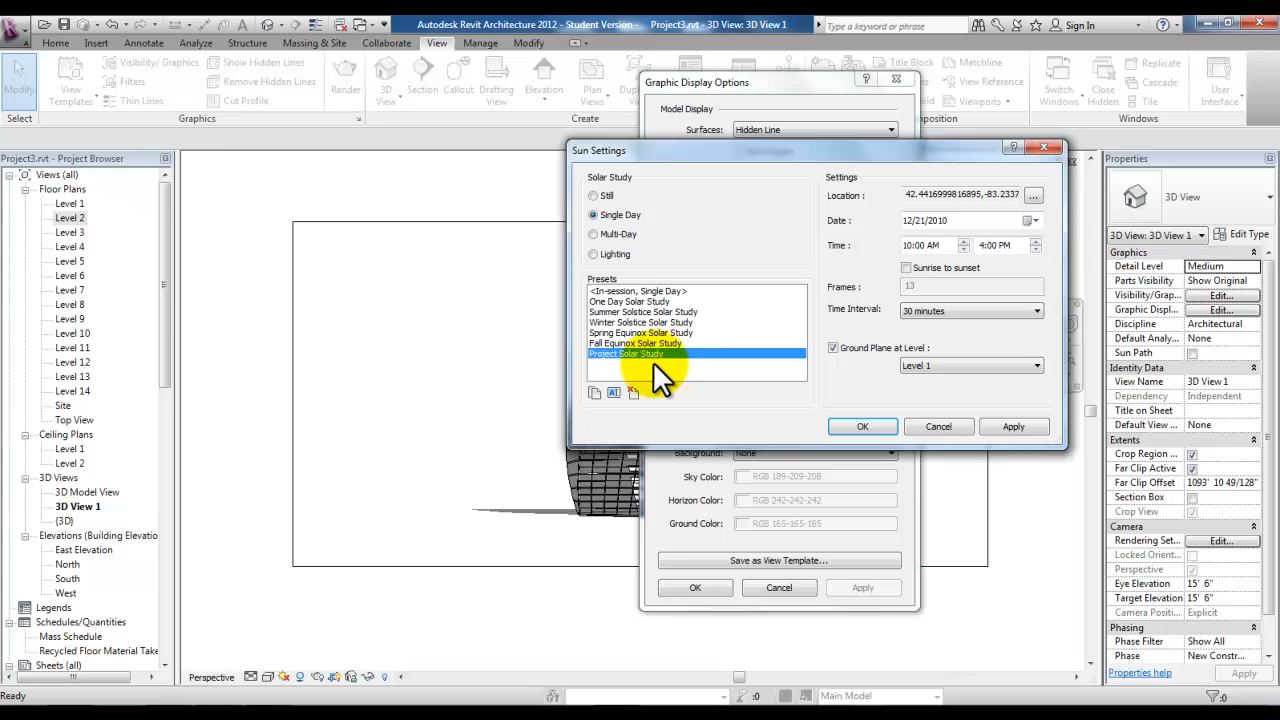 Autodesk Revit Architecture 2012 - Student Version - Project3.rvt - 3D View: 3D View 1
Type a keyword or phrase
Sign In
Home Insert Annotate Analyze Structure Massing & Site Collaborate View Manage Modify
Modify
View Templates
Visibility/ Graphics
Filters
Thin Lines
Show Hidden Lines
Remove Hidden Lines
Cut Profile
Render
3D View
Section
Callout
Drafting View
Elevation
Plan Views
Title Block
Matchline
View Reference
Viewports
Switch Windows
Close Hidden
Replicate
Cascade
Tile
User Interface
Select
Graphics
Create
Windows
Project3.rvt - Project Browser
Views (all)
Floor Plans
Level 1
Level 2
Level 3
Level 4
Level 5
Level 6
Level 7
Level 8
Level 9
Level 10
Level 11
Level 12
Level 13
Level 14
Site
Top View
Ceiling Plans
Level 1
Level 2
3D Views
3D Model View
3D View 1
{3D}
Elevations (Building Elevation
East Elevation
North
South
West
Legends
Schedules/Quantities
Mass Schedule
Recycled Floor Material Take
Sheets (all)
Graphic Display Options
Model Display
Surfaces: Hidden Line
Sun Settings
Solar Study
Still
Single Day
Multi-Day
Lighting
Presets
<In-session, Single Day>
One Day Solar Study
Summer Solstice Solar Study
Winter Solstice Solar Study
Spring Equinox Solar Study
Fall Equinox Solar Study
Project Solar Study
Settings
Location : 42.4416999816895,-83.2337 ...
Date : 12/21/2010
Time : 10:00 AM 4:00 PM
Sunrise to sunset
Frames : 13
Time Interval: 30 minutes
Ground Plane at Level :
Level 1
OK Cancel Apply
Background: None
Sky Color: RGB 189-209-208
Horizon Color: RGB 242-242-242
Ground Color: RGB 165-165-165
Save as View Template...
OK Cancel Apply
Properties
3D View
3D View: 3D View 1 Edit Type
Graphics
Detail Level Medium
Parts Visibility Show Original
Visibility/Grap... Edit...
Graphic Displ... Edit...
Discipline Architectural
Default Analy... None
Sun Path
Identity Data
View Name 3D View 1
Dependency Independent
Title on Sheet
Default View ... None
Extents
Crop Region ...
Far Clip Active
Far Clip Offset 1093' 10 49/128"
Section Box
Crop View
Camera
Rendering Set... Edit...
Locked Orient...
Perspective
Eye Elevation 15' 6"
Target Elevation 15' 6"
Camera Positi... Explicit
Phasing
Phase Filter Show All
Phase New Constr...
Properties help Apply
Perspective
Ready
:0
Main Model
:0